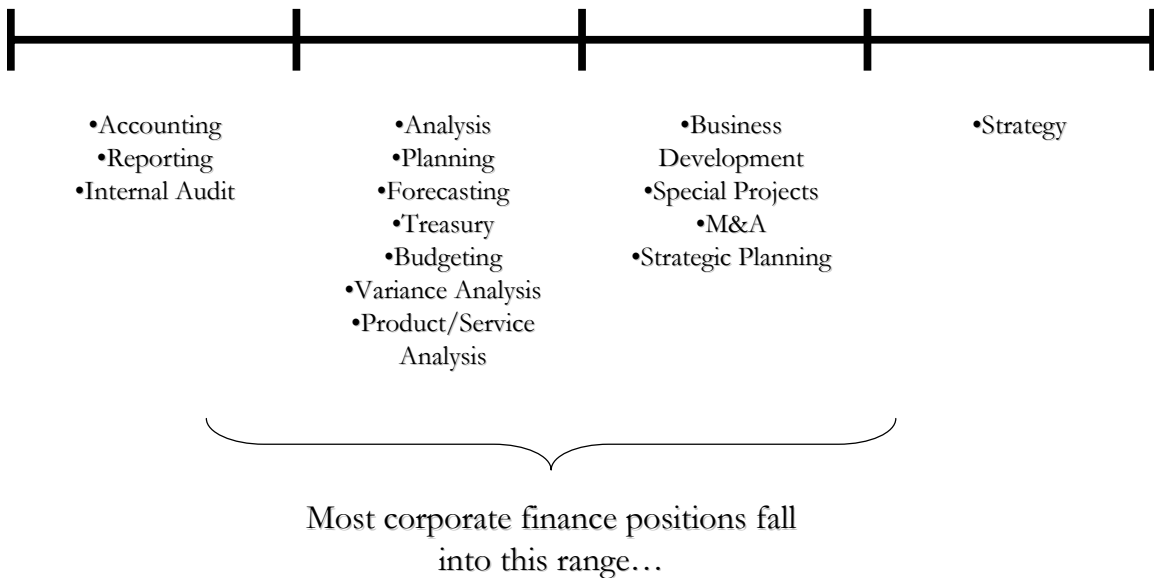 •Accounting
•Reporting
•Internal Audit
•Analysis
•Planning
•Forecasting
•Treasury
•Budgeting
•Variance Analysis
•Product/Service
Analysis
•Business
Development
•Special Projects
•M&A
•Strategic Planning
•Strategy
Most corporate finance positions fall
into this range…